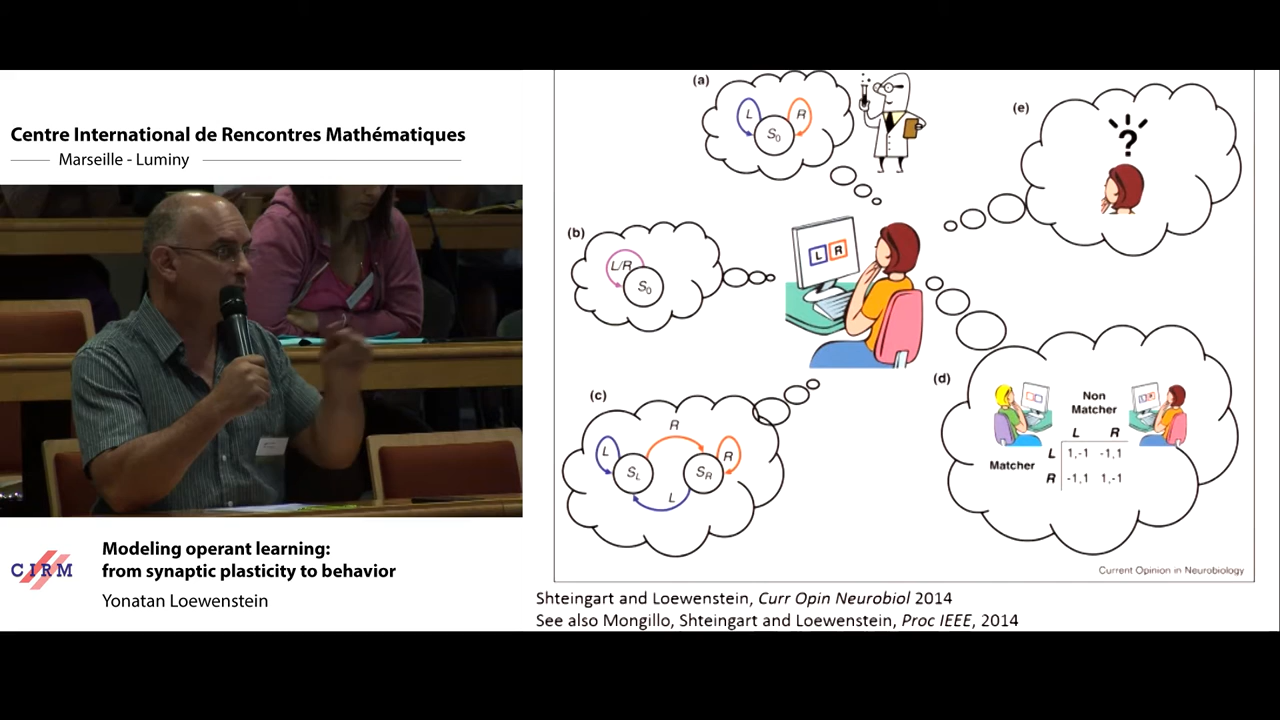 Centre International de Rencontres Mathématiques
Marseille - Luminy
CIRM
Modeling operant learning:
from synaptic plasticity to behavior
Yonatan Loewenstein
(a)
L
R
S0
(b)
L/R
S0
(c)
R
L
SL
SR
R
L
L R
(e)
?
(d)
Non
Matcher
L R
Matcher
L 1,-1 -1,1
R -1,1 1,-1
Current Opinion in Neurobiology
Shteingart and Loewenstein, Curr Opin Neurobiol 2014
See also Mongillo, Shteingart and Loewenstein, Proc IEEE, 2014